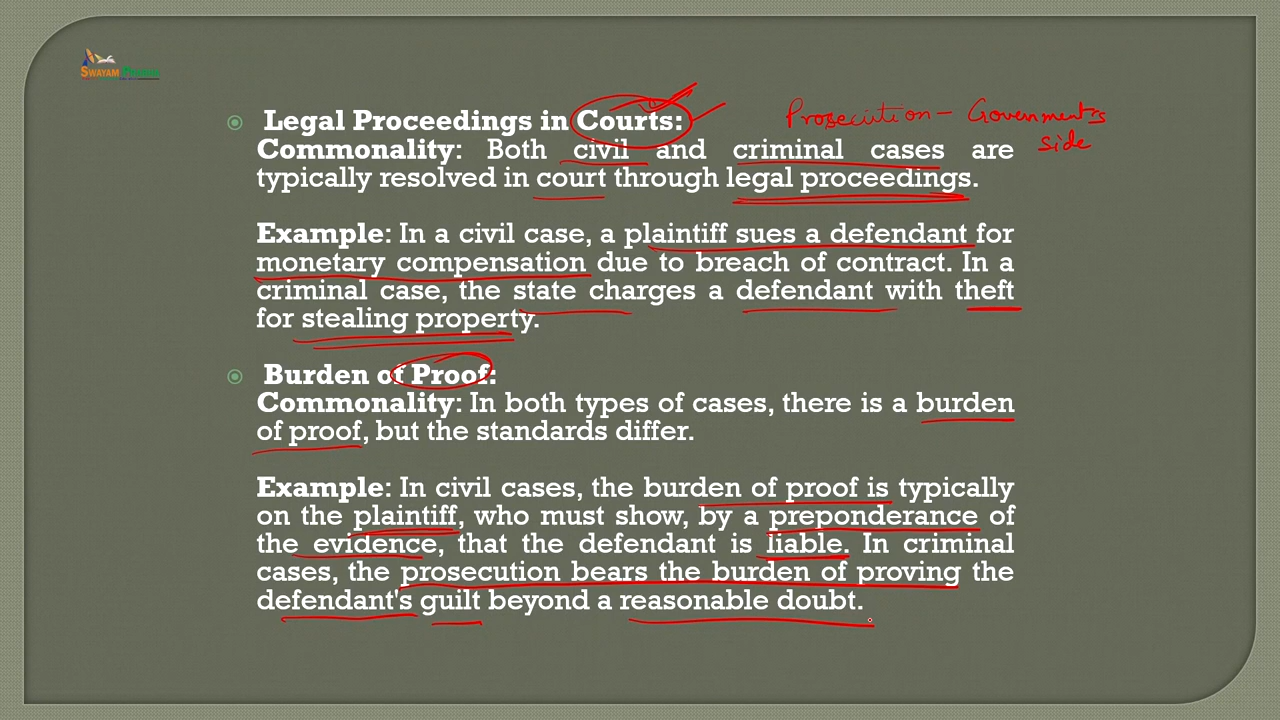 SWAYAM PRABHA
Legal Proceedings in Courts:
Prosecution - Government's side
Commonality: Both civil and criminal cases are
typically resolved in court through legal proceedings.
Example: In a civil case, a plaintiff sues a defendant for
monetary compensation due to breach of contract. In a
criminal case, the state charges a defendant with theft
for stealing property.
Burden of Proof:
Commonality: In both types of cases, there is a burden
of proof, but the standards differ.
Example: In civil cases, the burden of proof is typically
on the plaintiff, who must show, by a preponderance of
the evidence, that the defendant is liable. In criminal
cases, the prosecution bears the burden of proving the
defendant's guilt beyond a reasonable doubt.